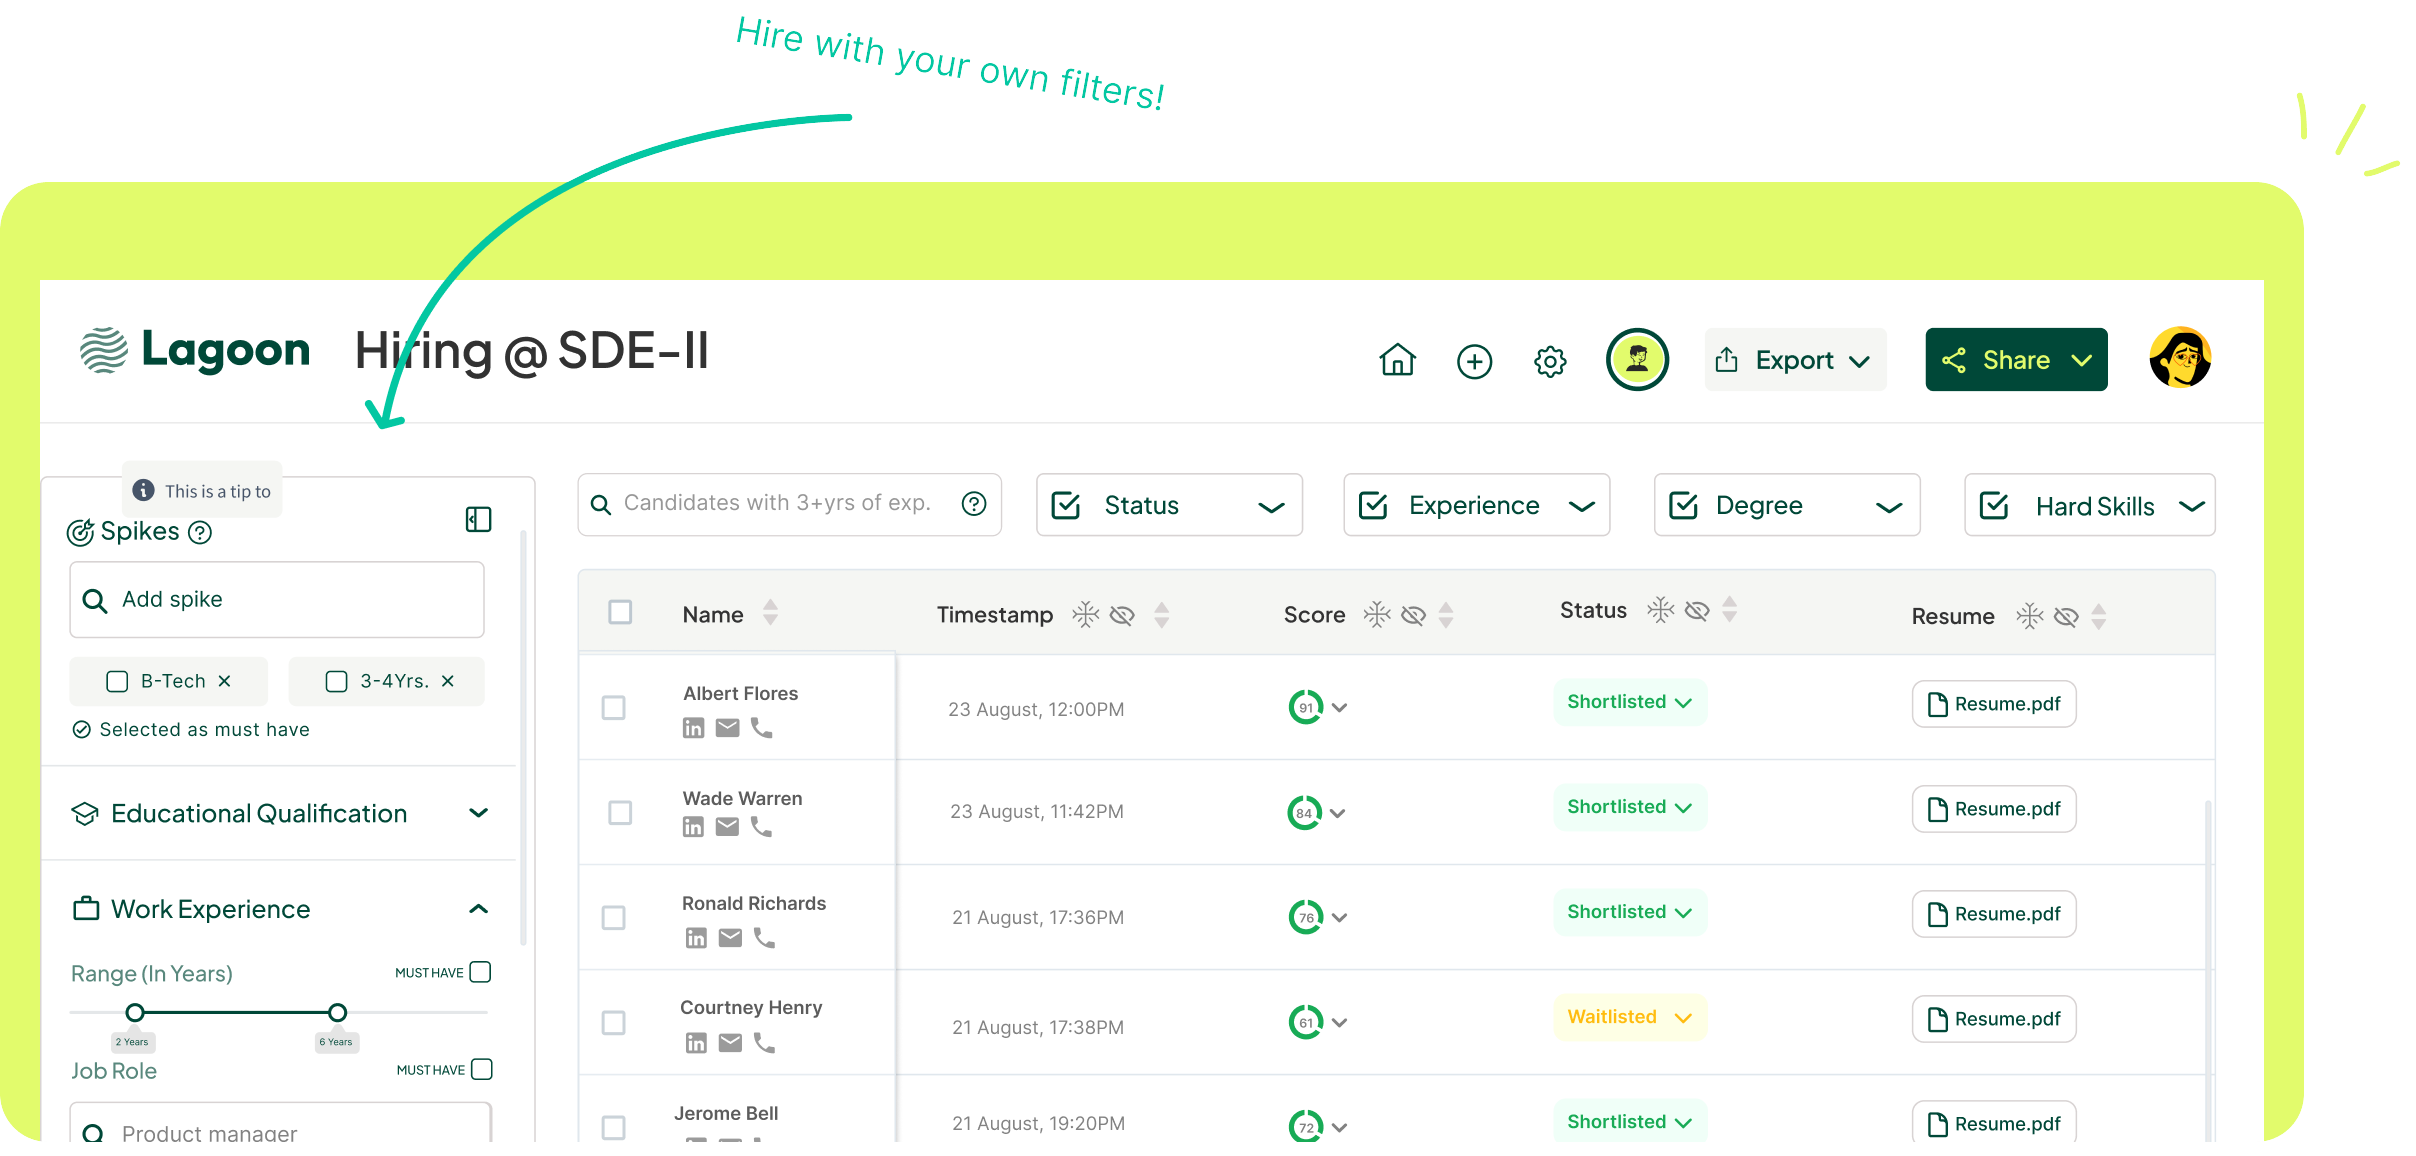 Hire with your own filters!
Lagoon
Hiring @ SDE-II
Export
Share
This is a tip to
Spikes
Add spike
B-Tech
3-4Yrs.
Selected as must have
Educational Qualification
Work Experience
Range (In Years)
MUST HAVE
2 Years
6 Years
Job Role
MUST HAVE
Product manager
Candidates with 3+yrs of exp.
Status
Experience
Degree
Hard Skills
Name
Timestamp
Score
Status
Resume
Albert Flores
23 August, 12:00PM
91
Shortlisted
Resume.pdf
Wade Warren
23 August, 11:42PM
84
Shortlisted
Resume.pdf
Ronald Richards
21 August, 17:36PM
76
Shortlisted
Resume.pdf
Courtney Henry
21 August, 17:38PM
61
Waitlisted
Resume.pdf
Jerome Bell
21 August, 19:20PM
72
Shortlisted
Resume.pdf